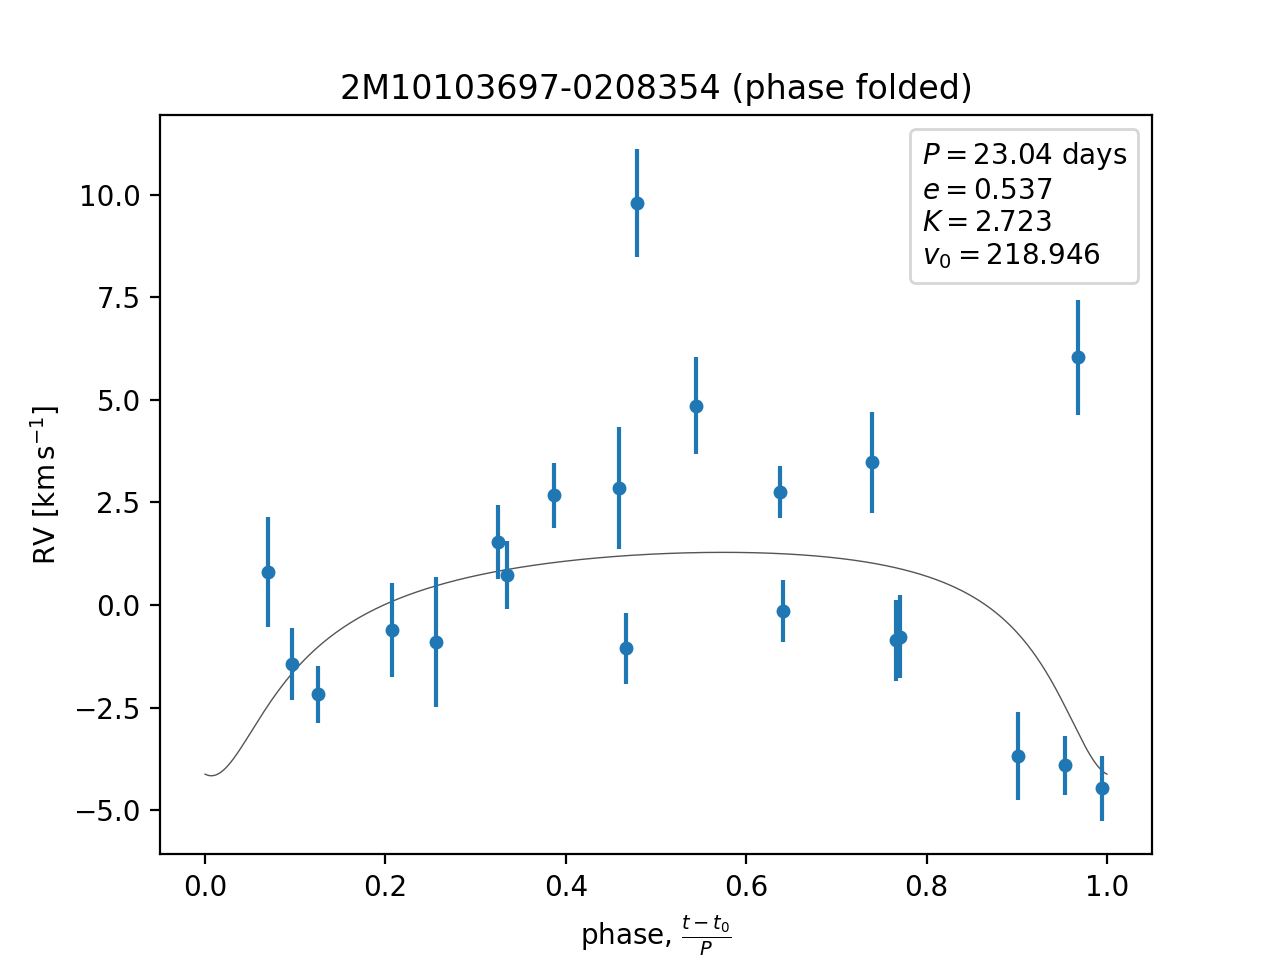 2M10103697-0208354 (phase folded)
P = 23.04 days
e = 0.537
K = 2.723
v₀ = 218.946
10.0
7.5
5.0
2.5
0.0
−2.5
−5.0
RV [km s⁻¹]
0.0 0.2 0.4 0.6 0.8 1.0
phase, (t − t₀)/P